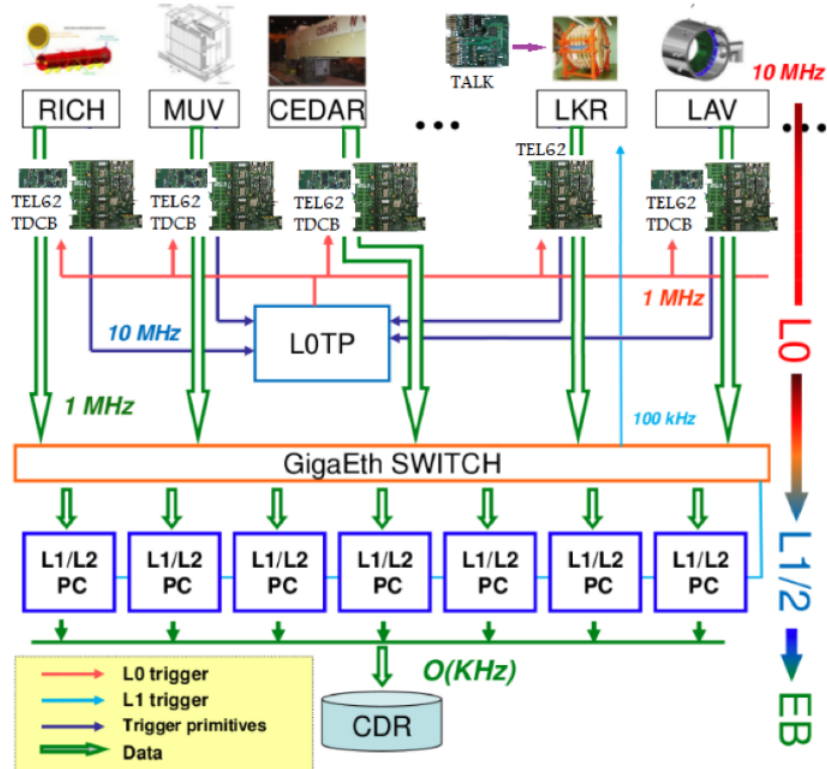 TALK
10 MHz
RICH
MUV
CEDAR
LKR
LAV
TEL62
TEL62
TDCB
TEL62
TDCB
TEL62
TDCB
TEL62
TDCB
1 MHz
10 MHz
L0TP
L0
1 MHz
100 kHz
GigaEth SWITCH
L1/L2
PC
L1/L2
PC
L1/L2
PC
L1/L2
PC
L1/L2
PC
L1/L2
PC
L1/L2
PC
L1/2
O(KHz)
L0 trigger
L1 trigger
Trigger primitives
Data
CDR
EB